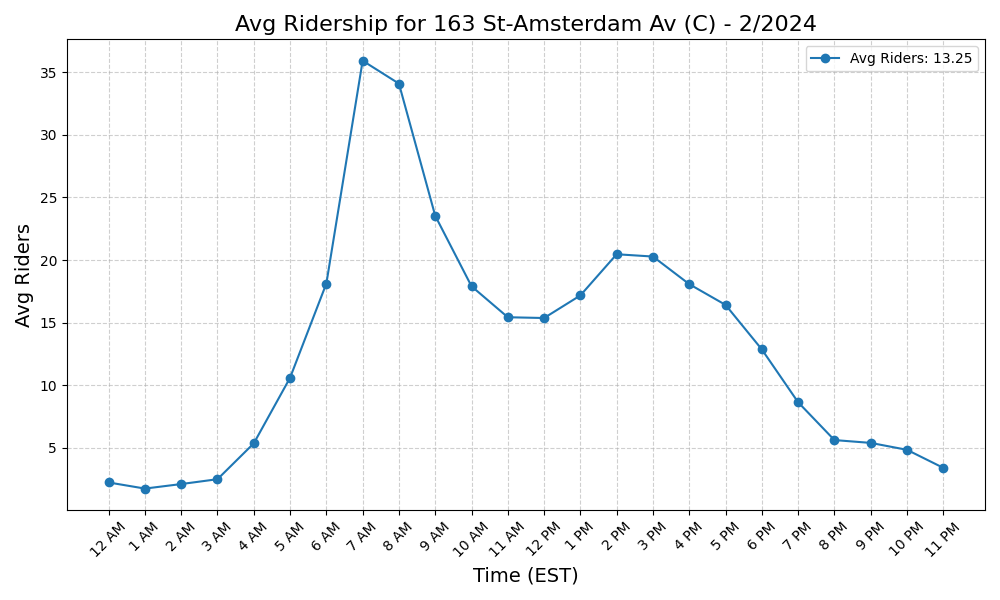 Avg Ridership for 163 St-Amsterdam Av (C) - 2/2024
Avg Riders: 13.25
Avg Riders
35
30
25
20
15
10
5
12 AM
1 AM
2 AM
3 AM
4 AM
5 AM
6 AM
7 AM
8 AM
9 AM
10 AM
11 AM
12 PM
1 PM
2 PM
3 PM
4 PM
5 PM
6 PM
7 PM
8 PM
9 PM
10 PM
11 PM
Time (EST)